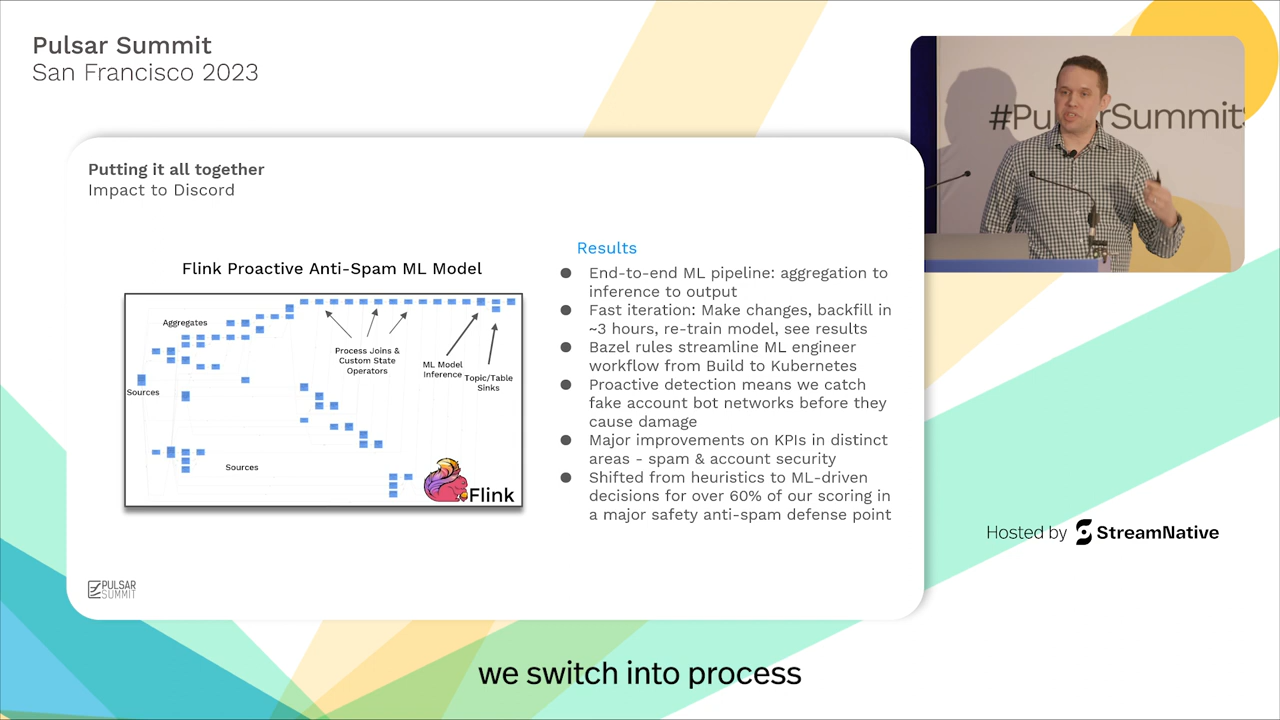 Pulsar Summit
San Francisco 2023
#Pu rSummit
Putting it all together
Impact to Discord
Flink Proactive Anti-Spam ML Model
Aggregates
Process Joins &
Custom State
Operators
ML Model
Inference
Topic/Table
Sinks
Sources
Sources
Flink
Results
● End-to-end ML pipeline: aggregation to
inference to output
● Fast iteration: Make changes, backfill in
~3 hours, re-train model, see results
● Bazel rules streamline ML engineer
workflow from Build to Kubernetes
● Proactive detection means we catch
fake account bot networks before they
cause damage
● Major improvements on KPIs in distinct
areas - spam & account security
● Shifted from heuristics to ML-driven
decisions for over 60% of our scoring in
a major safety anti-spam defense point
Hosted by StreamNative
PULSAR
SUMMIT
we switch into process